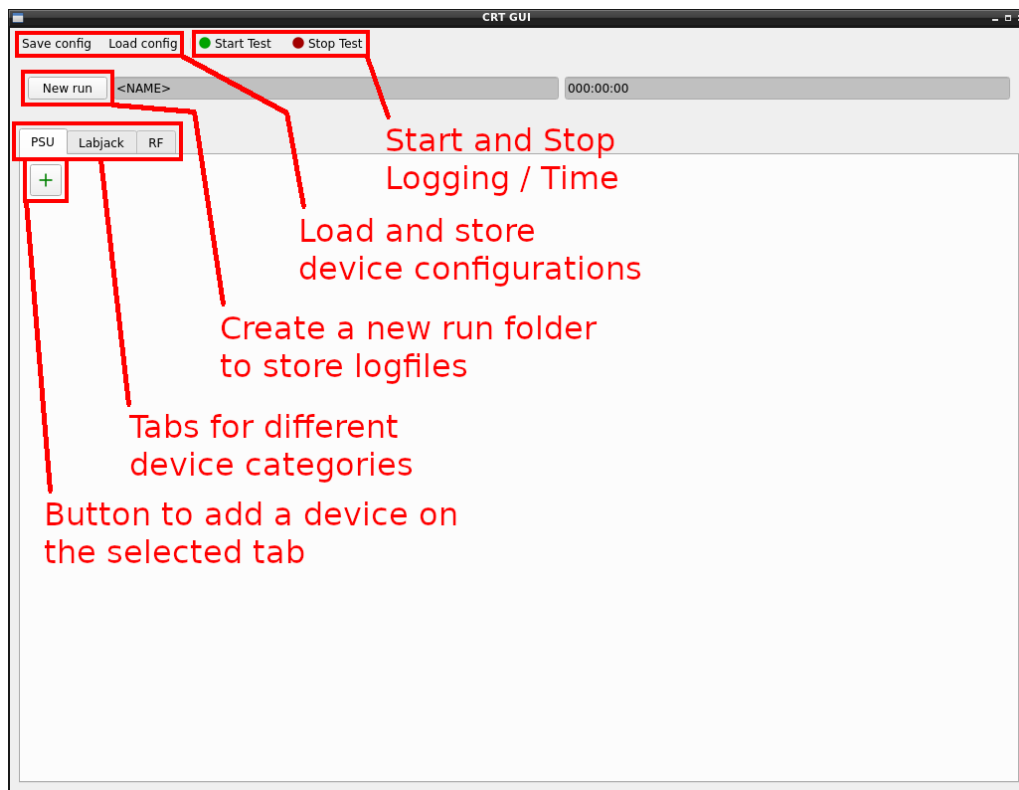 CRT GUI
Save config Load config Start Test Stop Test
New run <NAME> 000:00:00
PSU Labjack RF
+
Start and Stop
Logging / Time
Load and store
device configurations
Create a new run folder
to store logfiles
Tabs for different
device categories
Button to add a device on
the selected tab